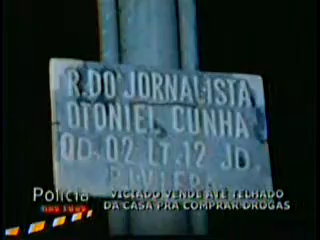 R. DO JORNALISTA
OTONIEL CUNHA
QD. 02 LT. 12 JD.
RIVIERA
Polícia
VICIADO VENDE ATÉ TELHADO
DA CASA PRA COMPRAR DROGAS